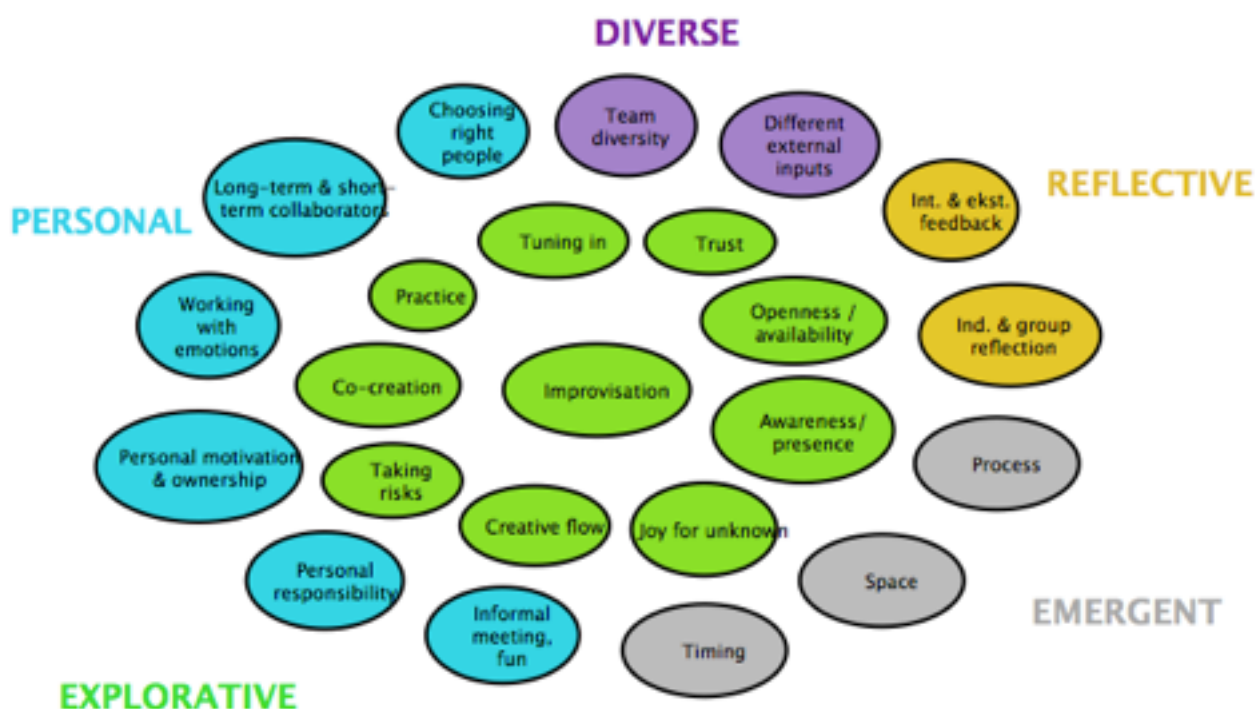 DIVERSE
Choosing
right
people
Team
diversity
Different
external
inputs
Long-term & short-
term collaborators
Int. & ekst.
feedback
REFLECTIVE
PERSONAL
Tuning in
Trust
Practice
Openness /
availability
Working
with
emotions
Ind. & group
reflection
Co-creation
Improvisation
Awareness/
presence
Personal motivation
& ownership
Taking
risks
Process
Creative flow
Joy for unknown
Personal
responsibility
Space
Informal
meeting,
fun
Timing
EMERGENT
EXPLORATIVE